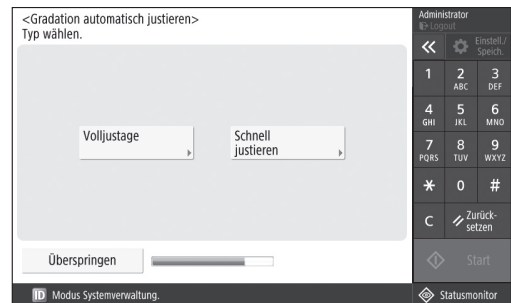 <Gradation automatisch justieren>
Typ wählen.
Volljustage
Schnell
justieren
Überspringen
ID Modus Systemverwaltung.
Administrator
Logout
Einstell./
Speich.
1
2
ABC
3
DEF
4
GHI
5
JKL
6
MNO
7
PQRS
8
TUV
9
WXYZ
*
0
#
C
Zurück-
setzen
Start
Statusmonitor